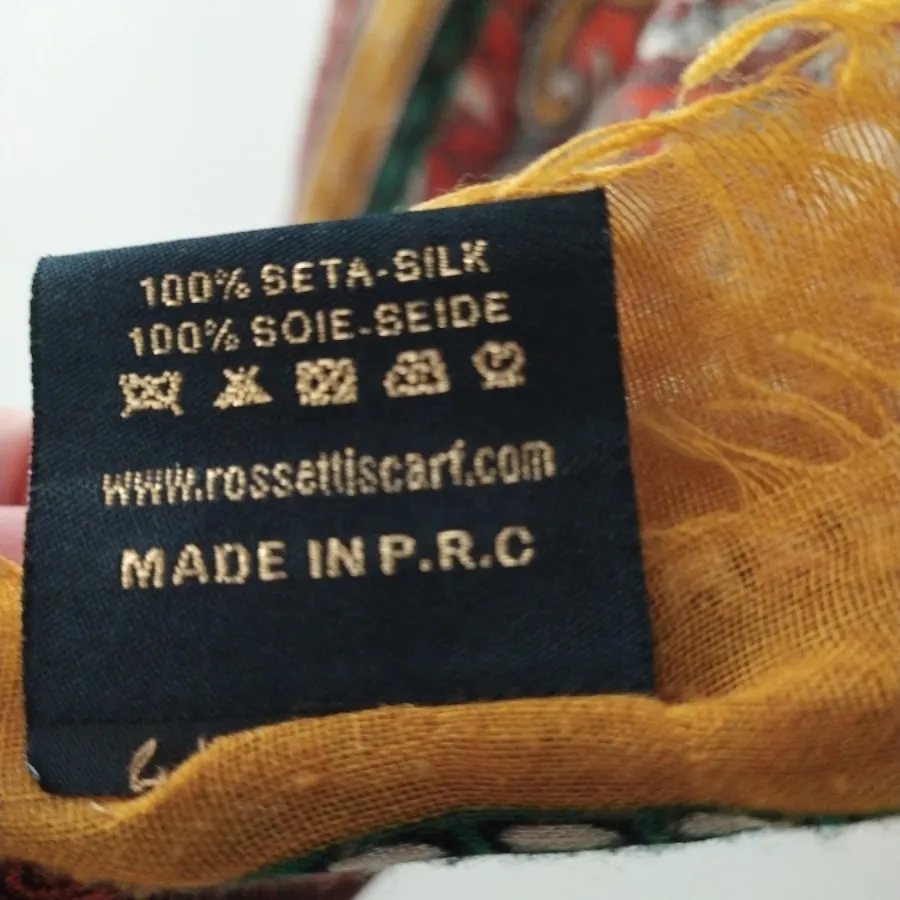 100% SETA-SILK
100% SOIE-SEIDE
www.rossettiscarf.com
MADE IN P.R.C